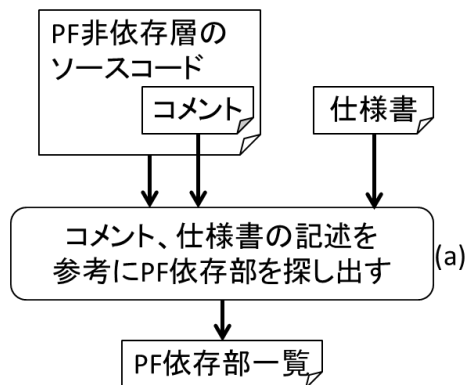 PF非依存層の
ソースコード
コメント
仕様書
コメント、仕様書の記述を
参考にPF依存部を探し出す
(a)
PF依存部一覧